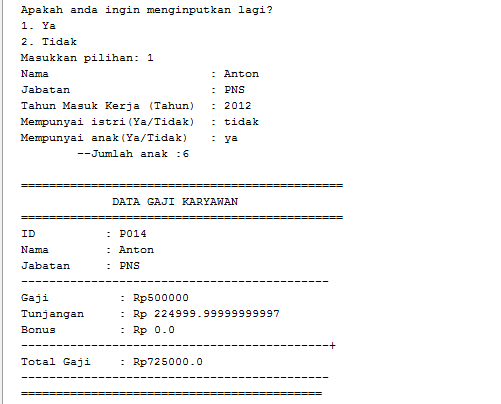 Apakah anda ingin menginputkan lagi?
1. Ya
2. Tidak
Masukkan pilihan: 1
Nama                       : Anton
Jabatan                    : PNS
Tahun Masuk Kerja (Tahun)  : 2012
Mempunyai istri(Ya/Tidak)  : tidak
Mempunyai anak(Ya/Tidak)   : ya
        --Jumlah anak :6
==============================================
             DATA GAJI KARYAWAN
==============================================
ID          : P014
Nama        : Anton
Jabatan     : PNS
--------------------------------------------
Gaji          : Rp500000
Tunjangan     : Rp 224999.99999999997
Bonus         : Rp 0.0
--------------------------------------------+
Total Gaji    : Rp725000.0
--------------------------------------------
===========================================